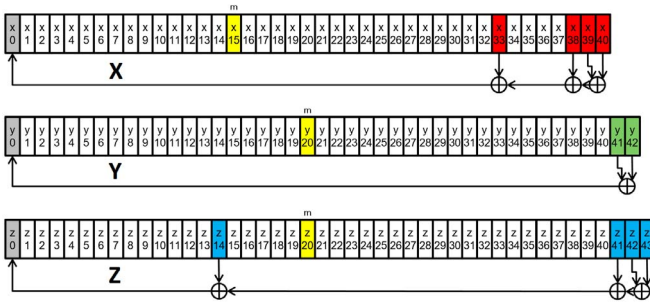 m
x x x x x x x x x x x x x x x x x x x x x x x x x x x x x x x x x x x x x x x x x
0 1 2 3 4 5 6 7 8 9 10 11 12 13 14 15 16 17 18 19 20 21 22 23 24 25 26 27 28 29 30 31 32 33 34 35 36 37 38 39 40
X
m
y y y y y y y y y y y y y y y y y y y y y y y y y y y y y y y y y y y y y y y y y y y
0 1 2 3 4 5 6 7 8 9 10 11 12 13 14 15 16 17 18 19 20 21 22 23 24 25 26 27 28 29 30 31 32 33 34 35 36 37 38 39 40 41 42
Y
m
z z z z z z z z z z z z z z z z z z z z z z z z z z z z z z z z z z z z z z z z z z z z
0 1 2 3 4 5 6 7 8 9 10 11 12 13 14 15 16 17 18 19 20 21 22 23 24 25 26 27 28 29 30 31 32 33 34 35 36 37 38 39 40 41 42 43
Z